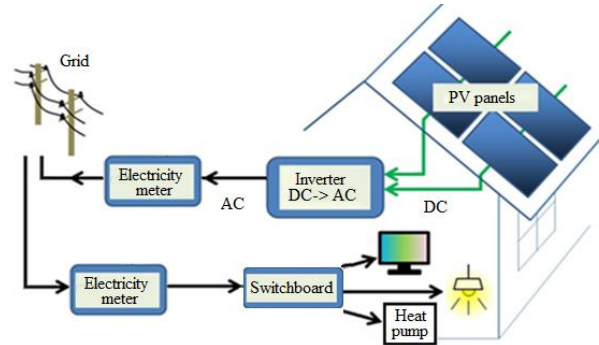 Grid
PV panels
Electricity
meter
Inverter
DC-> AC
AC
DC
Electricity
meter
Switchboard
Heat
pump